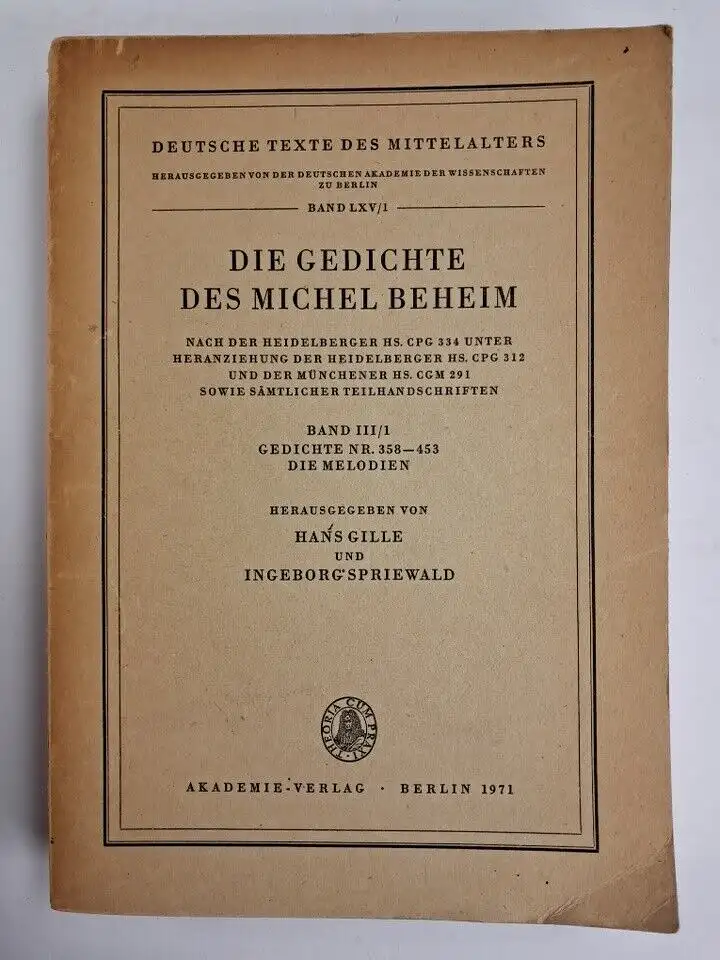 DEUTSCHE TEXTE DES MITTELALTERS
HERAUSGEGEBEN VON DER DEUTSCHEN AKADEMIE DER WISSENSCHAFTEN
ZU BERLIN
BAND LXV/1
DIE GEDICHTE
DES MICHEL BEHEIM
NACH DER HEIDELBERGER HS. CPG 334 UNTER
HERANZIEHUNG DER HEIDELBERGER HS. CPG 312
UND DER MÜNCHENER HS. CGM 291
SOWIE SÄMTLICHER TEILHANDSCHRIFTEN
BAND III/1
GEDICHTE NR. 358—453
DIE MELODIEN
HERAUSGEGEBEN VON
HANS GILLE
UND
INGEBORG SPRIEWALD
THEORIA CUM PRAXI
AKADEMIE-VERLAG · BERLIN 1971